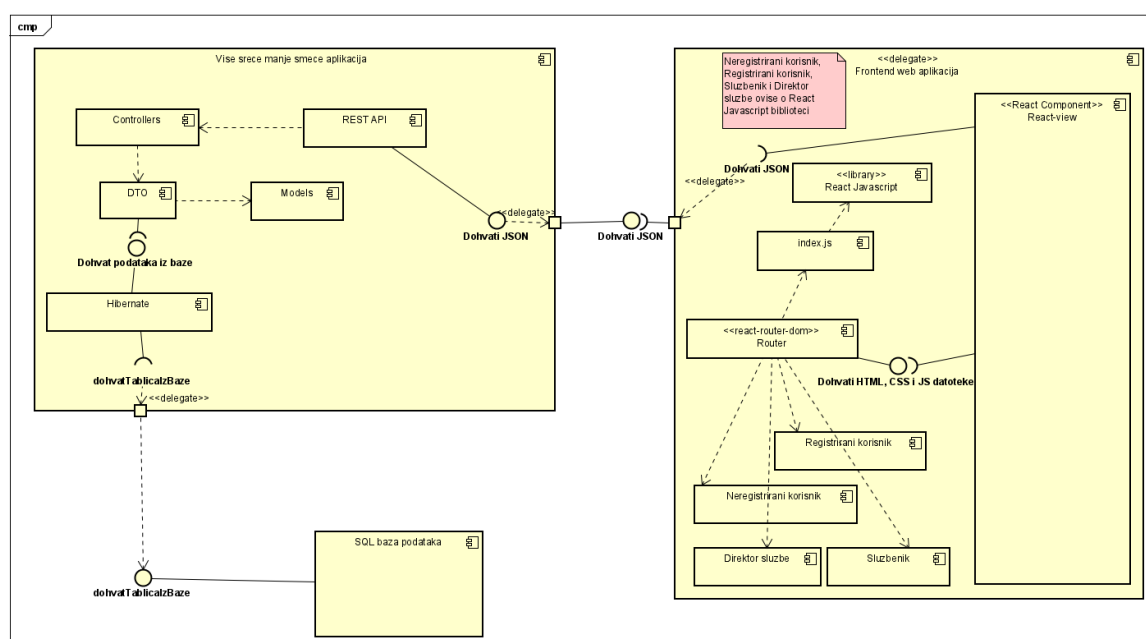 cmp
Vise srece manje smece aplikacija
Controllers
REST API
DTO
Models
<<delegate>>
Dohvati JSON
Dohvat podataka iz baze
Hibernate
dohvatTablicaIzBaze
<<delegate>>
dohvatTablicaIzBaze
SQL baza podataka
Dohvati JSON
<<delegate>>
Frontend web aplikacija
Neregistrirani korisnik,
Registrirani korisnik,
Sluzbenik i Direktor
sluzbe ovise o React
Javascript biblioteci
<<React Component>>
React-view
Dohvati JSON
<<delegate>>
<<library>>
React Javascript
index.js
<<react-router-dom>>
Router
Dohvati HTML, CSS i JS datoteke
Registrirani korisnik
Neregistrirani korisnik
Direktor sluzbe
Sluzbenik